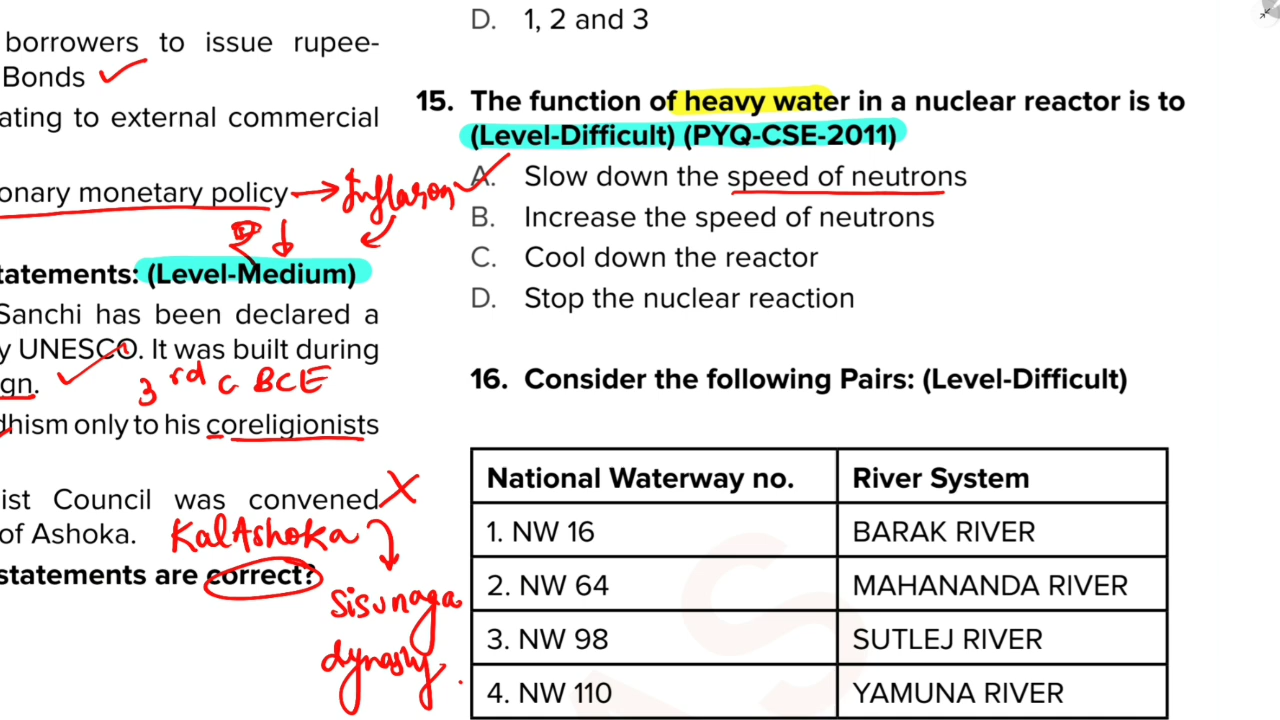 borrowers to issue rupee-
Bonds
ating to external commercial
onary monetary policy
Inflason
statements: (Level-Medium)
Sanchi has been declared a
y UNESCO. It was built during
gn.
3rd c BCE
dhism only to his coreligionists
ist Council was convened
of Ashoka.
KalAshoka
statements are correct?
Sisunaga
dynasty.
D. 1, 2 and 3
15. The function of heavy water in a nuclear reactor is to
(Level-Difficult) (PYQ-CSE-2011)
A. Slow down the speed of neutrons
B. Increase the speed of neutrons
C. Cool down the reactor
D. Stop the nuclear reaction
16. Consider the following Pairs: (Level-Difficult)
National Waterway no. River System
1. NW 16 BARAK RIVER
2. NW 64 MAHANANDA RIVER
3. NW 98 SUTLEJ RIVER
4. NW 110 YAMUNA RIVER